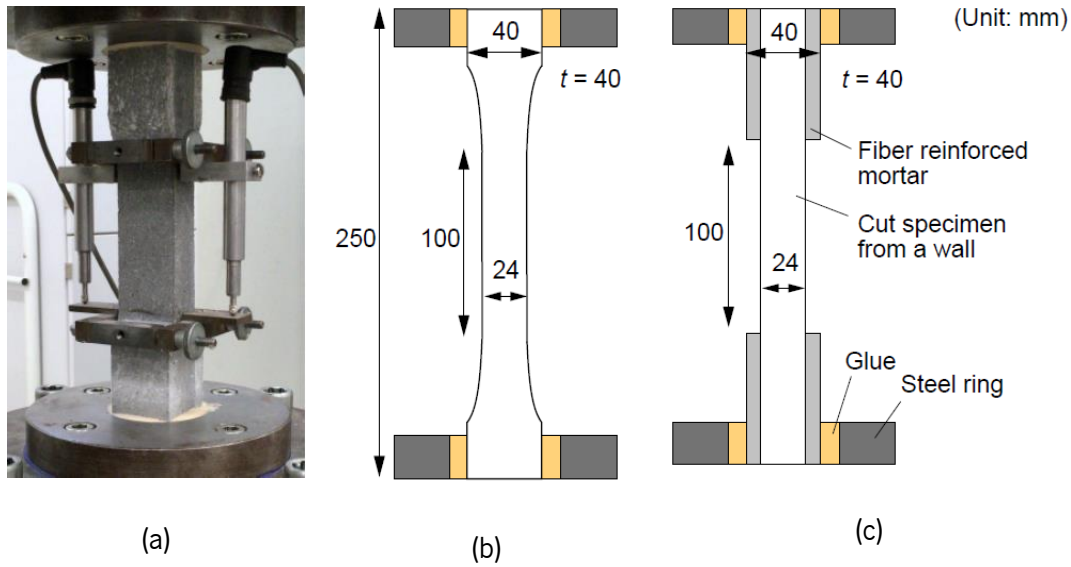 (Unit: mm)
40
t = 40
250
100
24
40
t = 40
Fiber reinforced
mortar
100
Cut specimen
from a wall
24
Glue
Steel ring
(a)
(b)
(c)